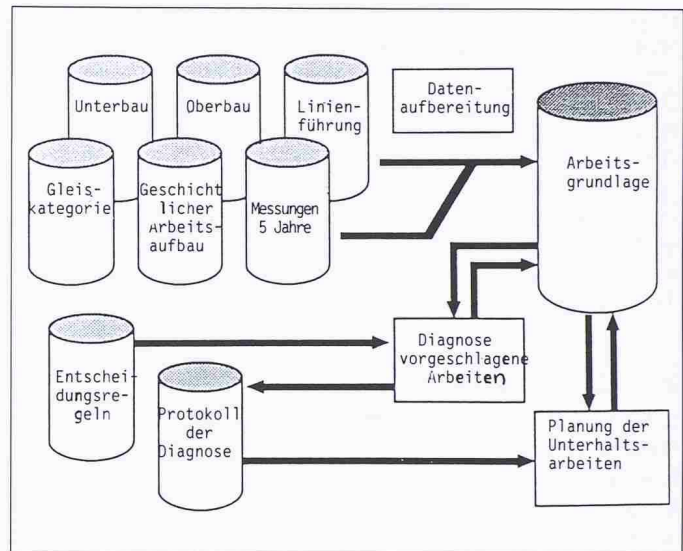 Unterbau
Oberbau
Linien-
führung
Daten-
aufbereitung
Gleis-
kategorie
Geschicht
licher
Arbeits-
aufbau
Messungen
5 Jahre
Arbeits-
grundlage
Entschei-
dungsre-
geln
Protokoll
der
Diagnose
Diagnose
vorgeschlagene
Arbeiten
Planung der
Unterhalts-
arbeiten